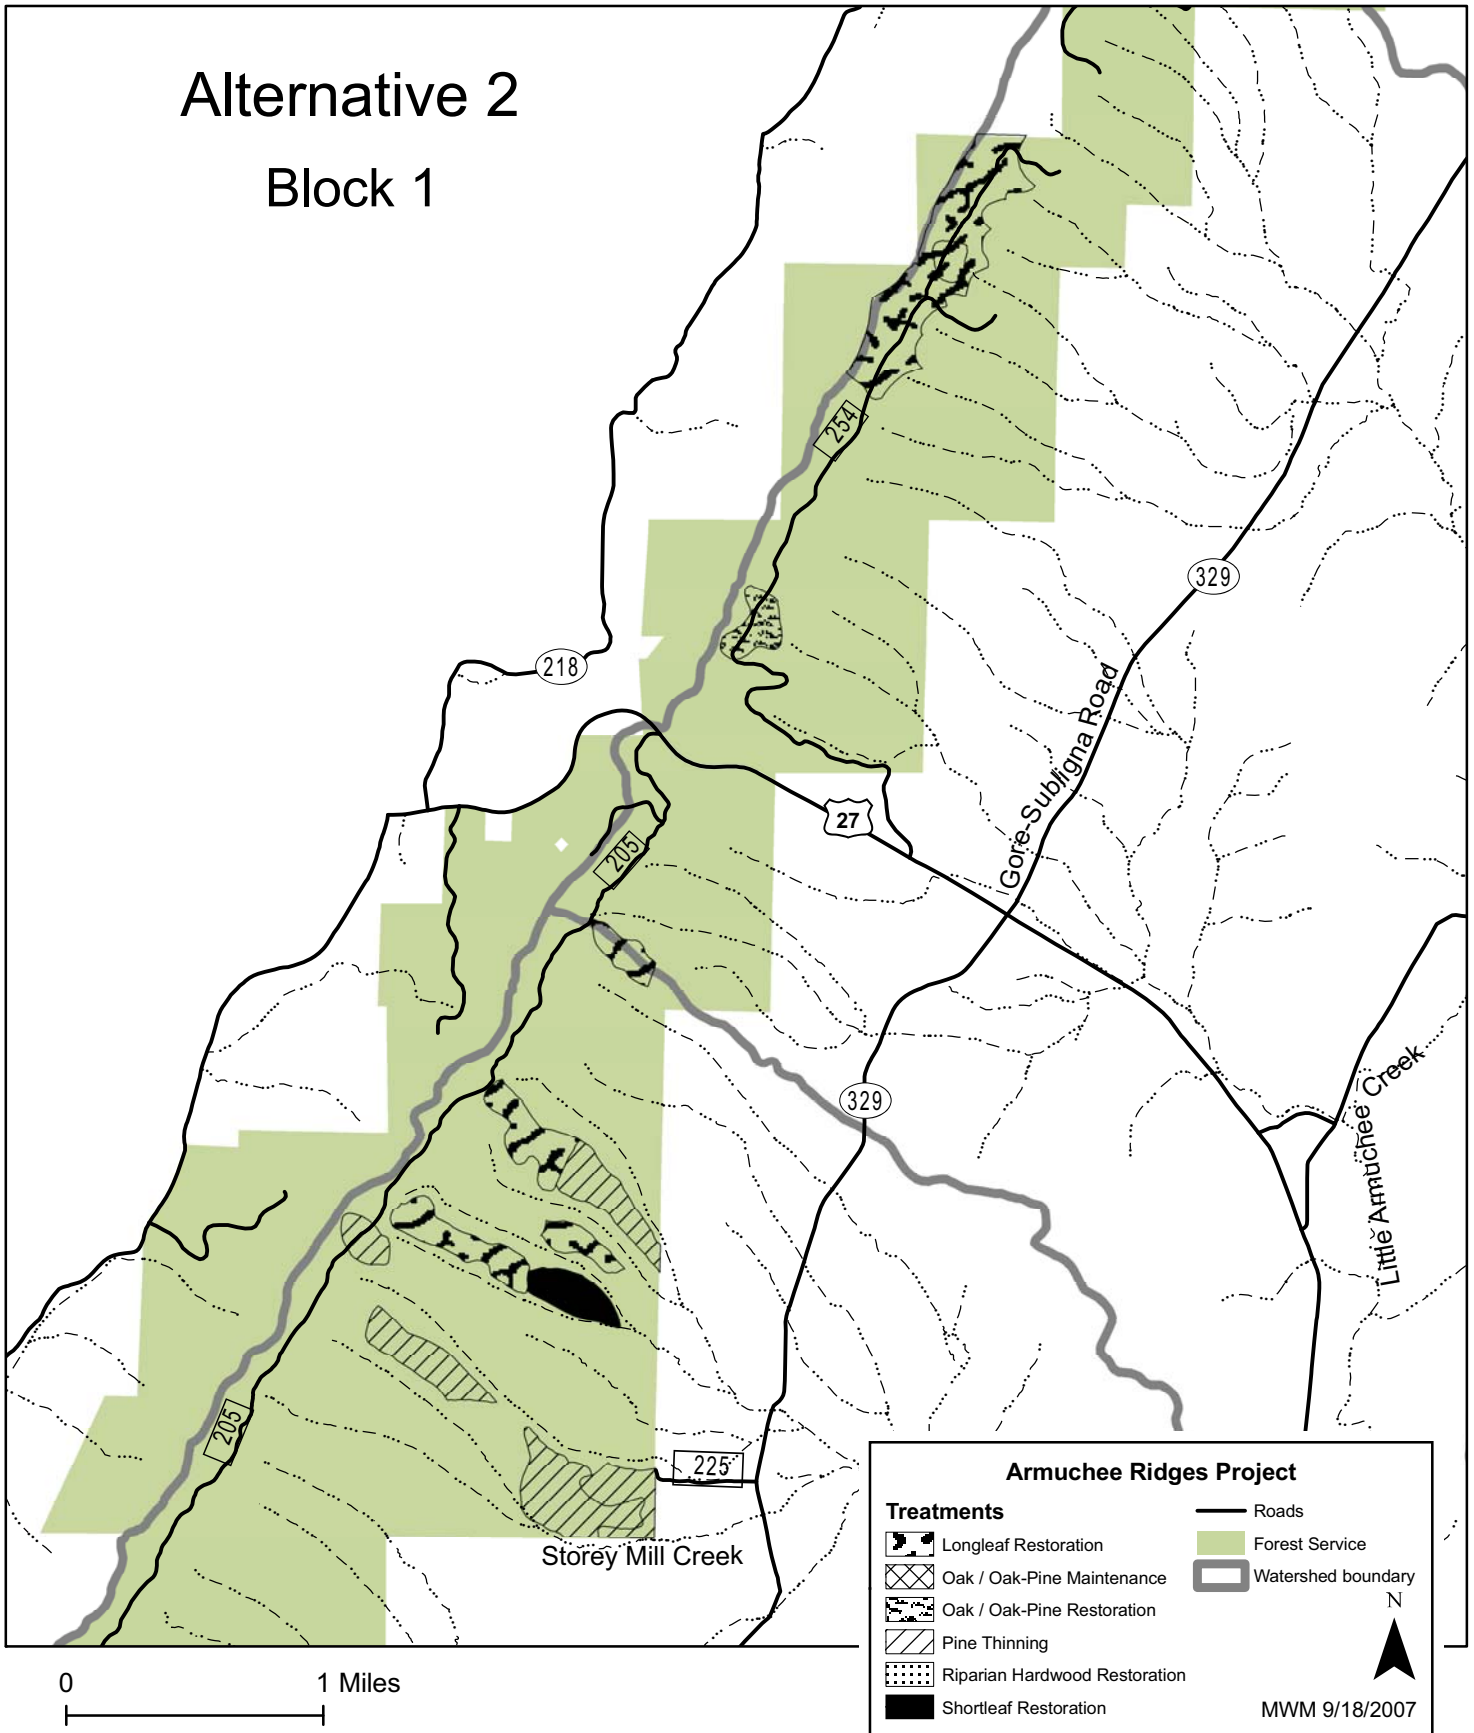 Alternative 2
Block 1
254
329
218
Gore-Subligna Road
27
205
329
Little Armuchee Creek
205
225
Storey Mill Creek
Armuchee Ridges Project
Treatments
Longleaf Restoration
Oak / Oak-Pine Maintenance
Oak / Oak-Pine Restoration
Pine Thinning
Riparian Hardwood Restoration
Shortleaf Restoration
Roads
Forest Service
Watershed boundary
N
MWM 9/18/2007
0 1 Miles